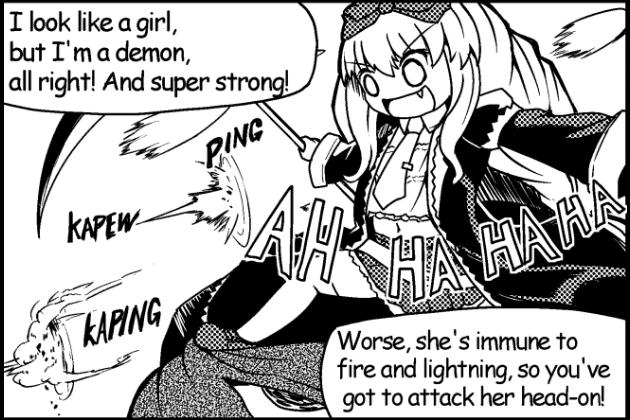 I look like a girl,
but I'm a demon,
all right! And super strong!
PING
KAPEW
KAPING
AH HA HA HA HA
Worse, she's immune to
fire and lightning, so you've
got to attack her head-on!